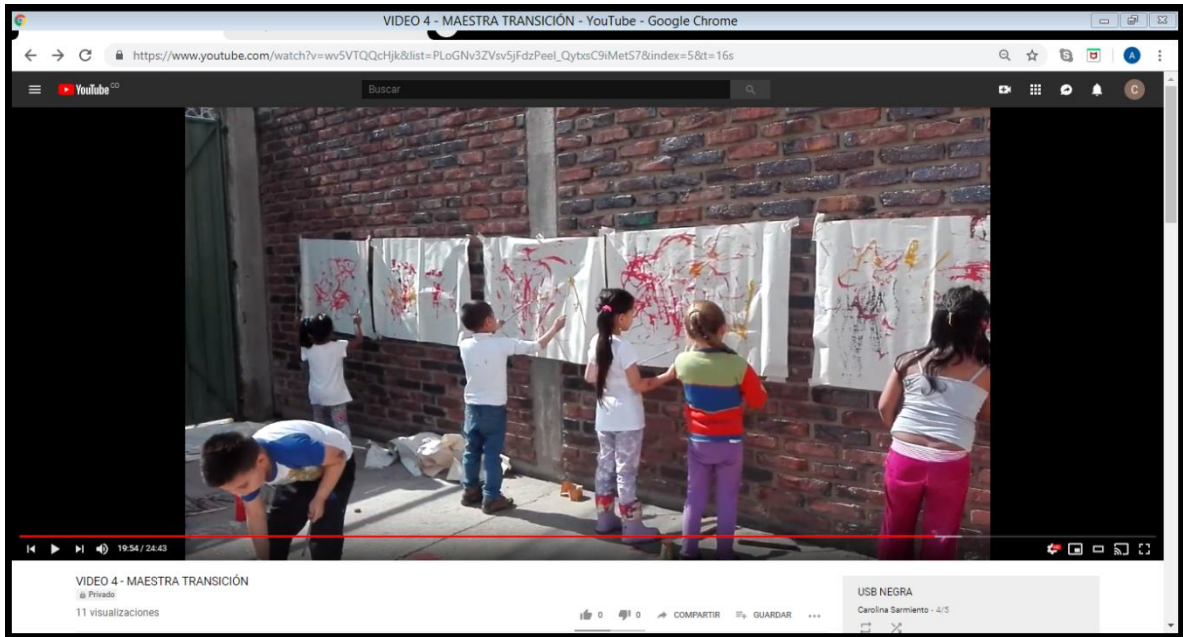 VIDEO 4 - MAESTRA TRANSICIÓN - YouTube - Google Chrome
https://www.youtube.com/watch?v=wv5VTQQcHjk&list=PLoGNv3ZVsv5jFdzPeel_QytxsC9iMetS7&index=5&t=16s
YouTube CO
Buscar
C
A
19:54 / 24:43
VIDEO 4 - MAESTRA TRANSICIÓN
Privado
11 visualizaciones
0 0 COMPARTIR GUARDAR
USB NEGRA
Carolina Sarmiento - 4/5